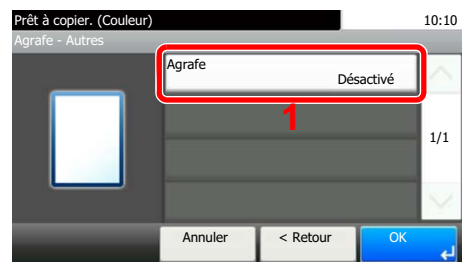 Prêt à copier. (Couleur) 10:10
Agrafe - Autres
Agrafe
Désactivé
1
1/1
Annuler < Retour OK